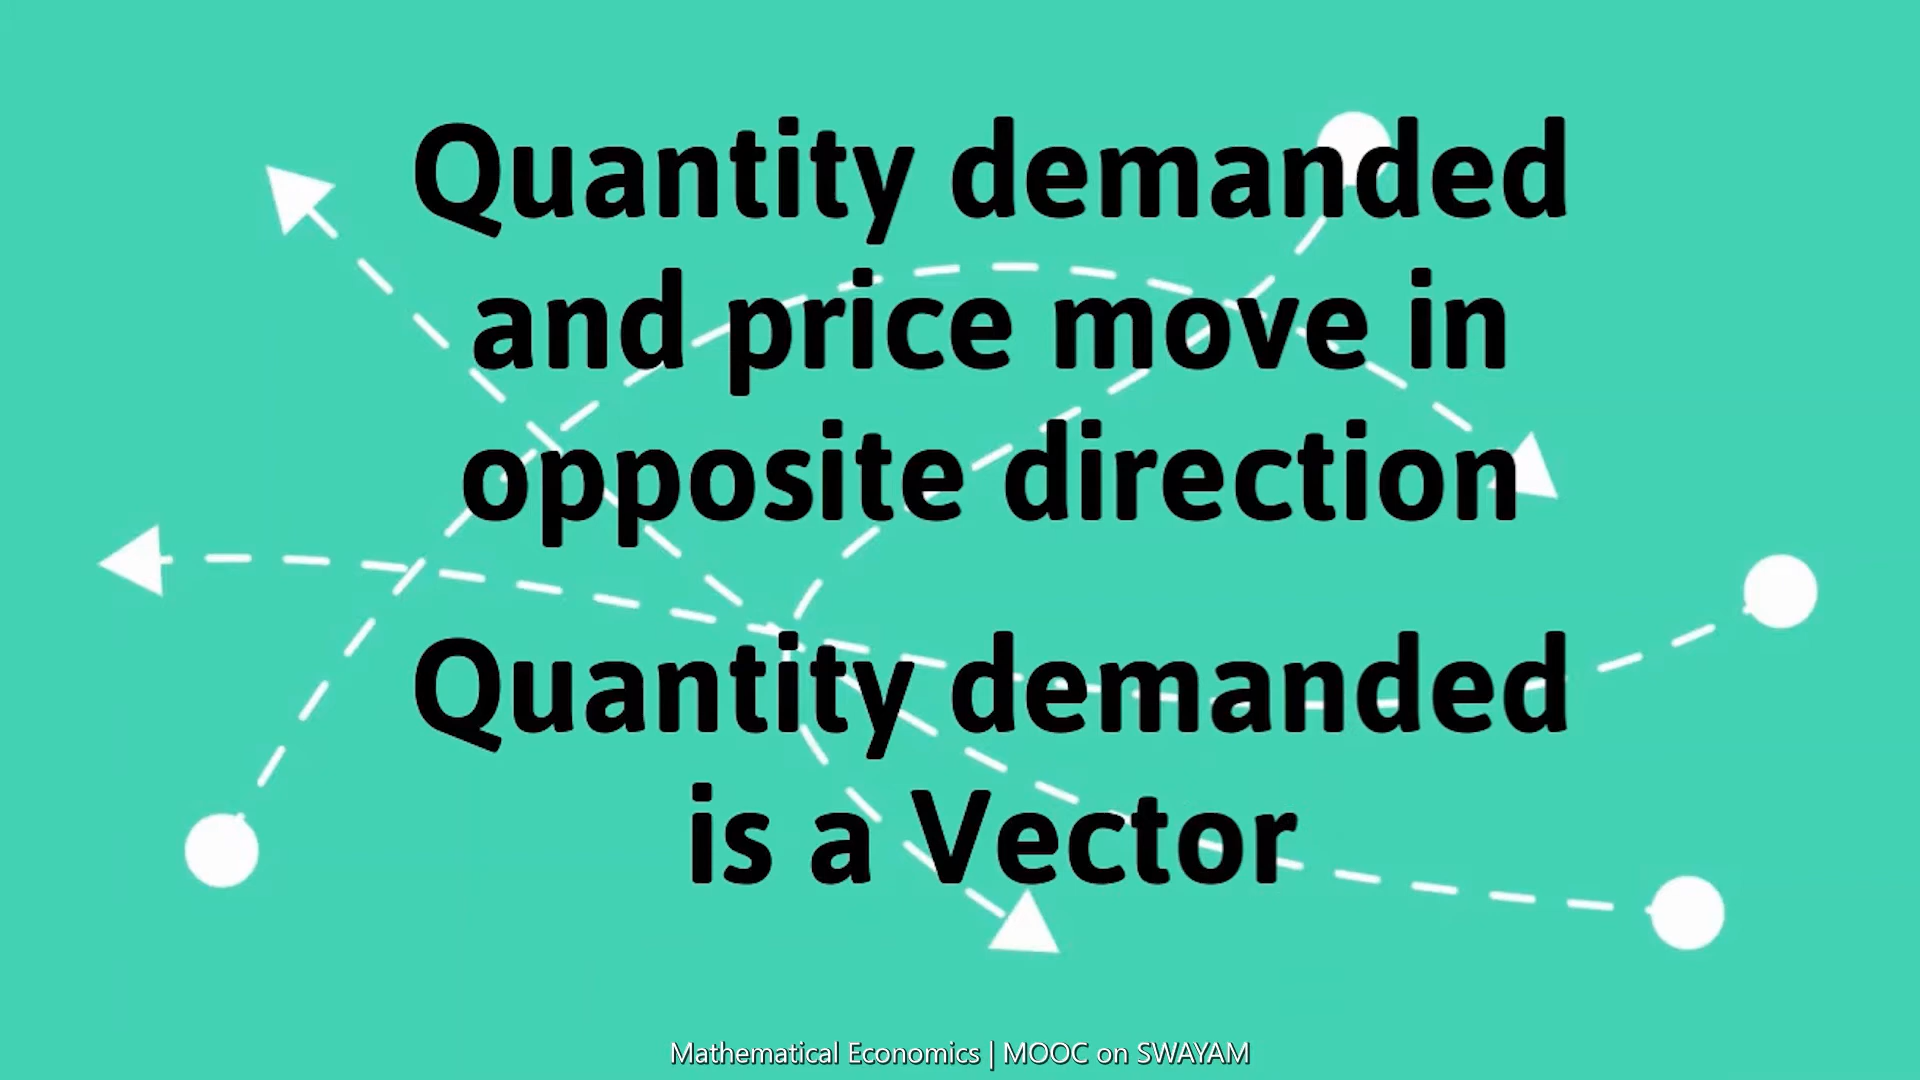 Quantity demanded
and price move in
opposite direction
Quantity demanded
is a Vector
Mathematical Economics | MOOC on SWAYAM